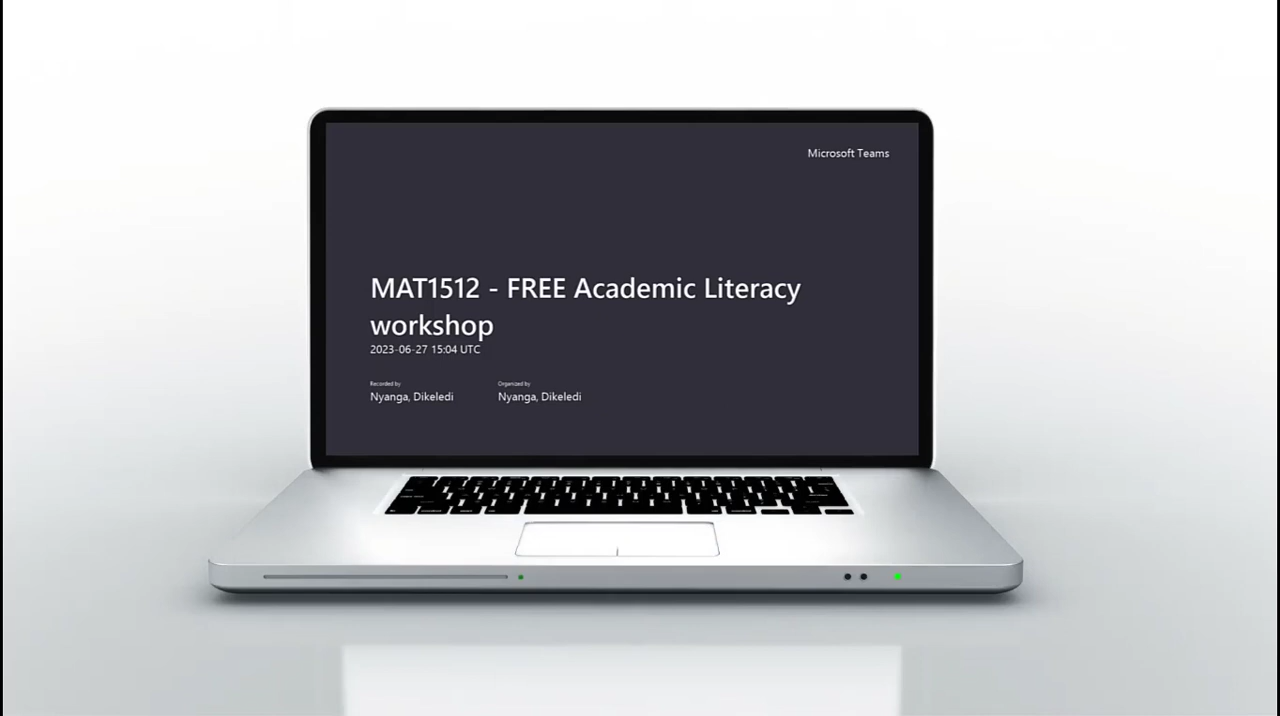 Microsoft Teams
MAT1512 - FREE Academic Literacy
workshop
2023-06-27 15:04 UTC
Recorded by Organized by
Nyanga, Dikeledi Nyanga, Dikeledi